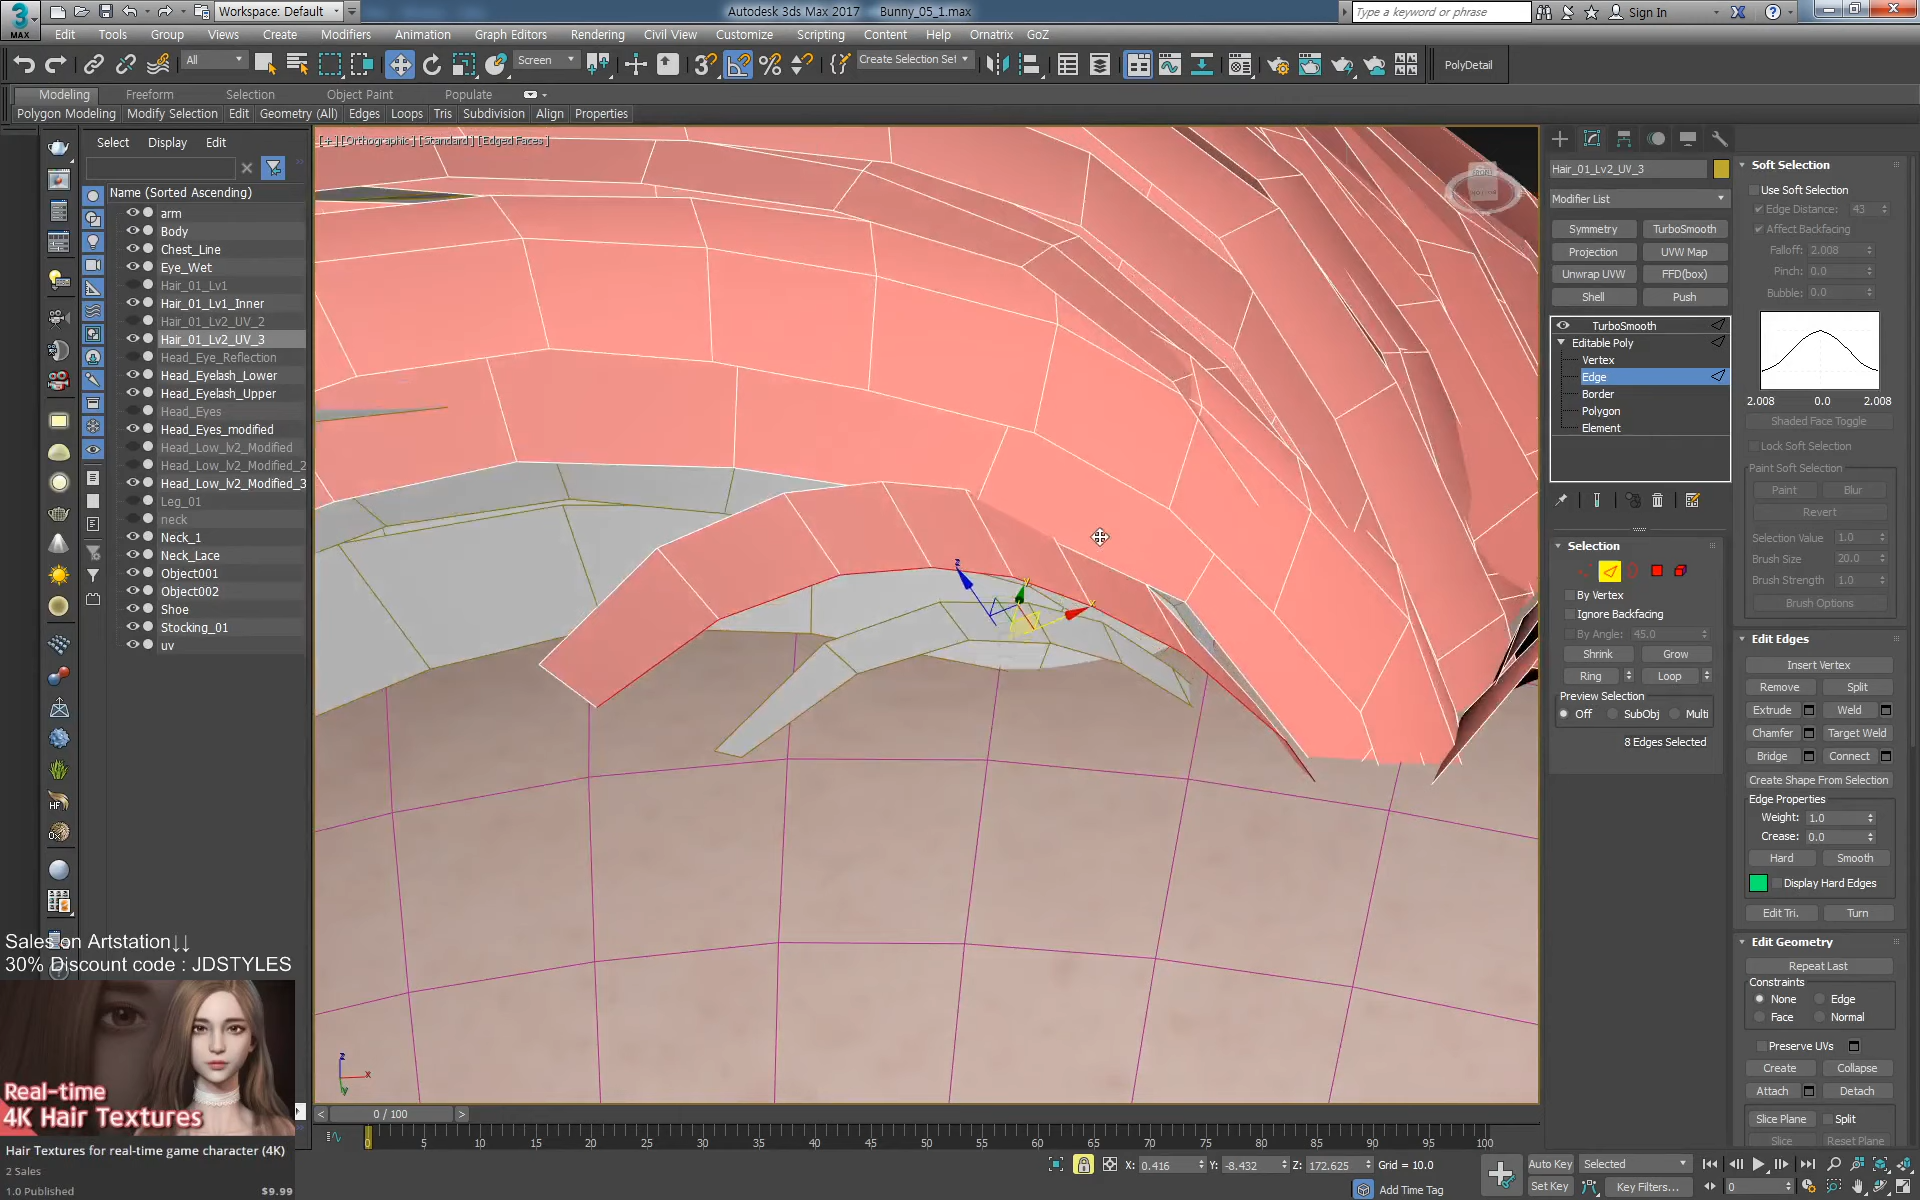 Workspace: Default
Autodesk 3ds Max 2017
Bunny_05_1.max
Type a keyword or phrase
Sign In
MAX
Edit
Tools
Group
Views
Create
Modifiers
Animation
Graph Editors
Rendering
Civil View
Customize
Scripting
Content
Help
Ornatrix
GoZ
All
Screen
Create Selection Set
PolyDetail
Modeling
Freeform
Selection
Object Paint
Populate
Polygon Modeling
Modify Selection
Edit
Geometry (All)
Edges
Loops
Tris
Subdivision
Align
Properties
Select
Display
Edit
Name (Sorted Ascending)
arm
Body
Chest_Line
Eye_Wet
Hair_01_Lv1
Hair_01_Lv1_Inner
Hair_01_Lv2_UV_2
Hair_01_Lv2_UV_3
Head_Eye_Reflection
Head_Eyelash_Lower
Head_Eyelash_Upper
Head_Eyes
Head_Eyes_modified
Head_Low_lv2_Modified
Head_Low_lv2_Modified_2
Head_Low_lv2_Modified_3
Leg_01
neck
Neck_1
Neck_Lace
Object001
Object002
Shoe
Stocking_01
uv
[+] [Orthographic] [Standard] [Edged Faces]
z
y
x
z
x
y
Hair_01_Lv2_UV_3
Modifier List
Symmetry
TurboSmooth
Projection
UVW Map
Unwrap UVW
FFD(box)
Shell
Push
TurboSmooth
Editable Poly
Vertex
Edge
Border
Polygon
Element
Selection
By Vertex
Ignore Backfacing
By Angle: 45.0
Shrink
Grow
Ring
Loop
Preview Selection
Off
SubObj
Multi
8 Edges Selected
Soft Selection
Use Soft Selection
Edge Distance: 43
Affect Backfacing
Falloff: 2.008
Pinch: 0.0
Bubble: 0.0
2.008
0.0
2.008
Shaded Face Toggle
Lock Soft Selection
Paint Soft Selection
Paint
Blur
Revert
Selection Value 1.0
Brush Size 20.0
Brush Strength 1.0
Brush Options
Edit Edges
Insert Vertex
Remove
Split
Extrude
Weld
Chamfer
Target Weld
Bridge
Connect
Create Shape From Selection
Edge Properties
Weight: 1.0
Crease: 0.0
Hard
Smooth
Display Hard Edges
Edit Tri.
Turn
Edit Geometry
Repeat Last
Constraints
None
Edge
Face
Normal
Preserve UVs
Create
Collapse
Attach
Detach
Slice Plane
Split
Slice
Reset Plane
Sales on Artstation↓↓
30% Discount code : JDSTYLES
Real-time
4K Hair Textures
Hair Textures for real-time game character (4K)
2 Sales
1.0 Published
$9.99
0 / 100
0
5
10
15
20
25
30
35
40
45
50
55
60
65
70
75
80
85
90
95
100
X: 0.416
Y: -8.432
Z: 172.625
Grid = 10.0
Add Time Tag
Auto Key
Selected
Set Key
Key Filters...
0